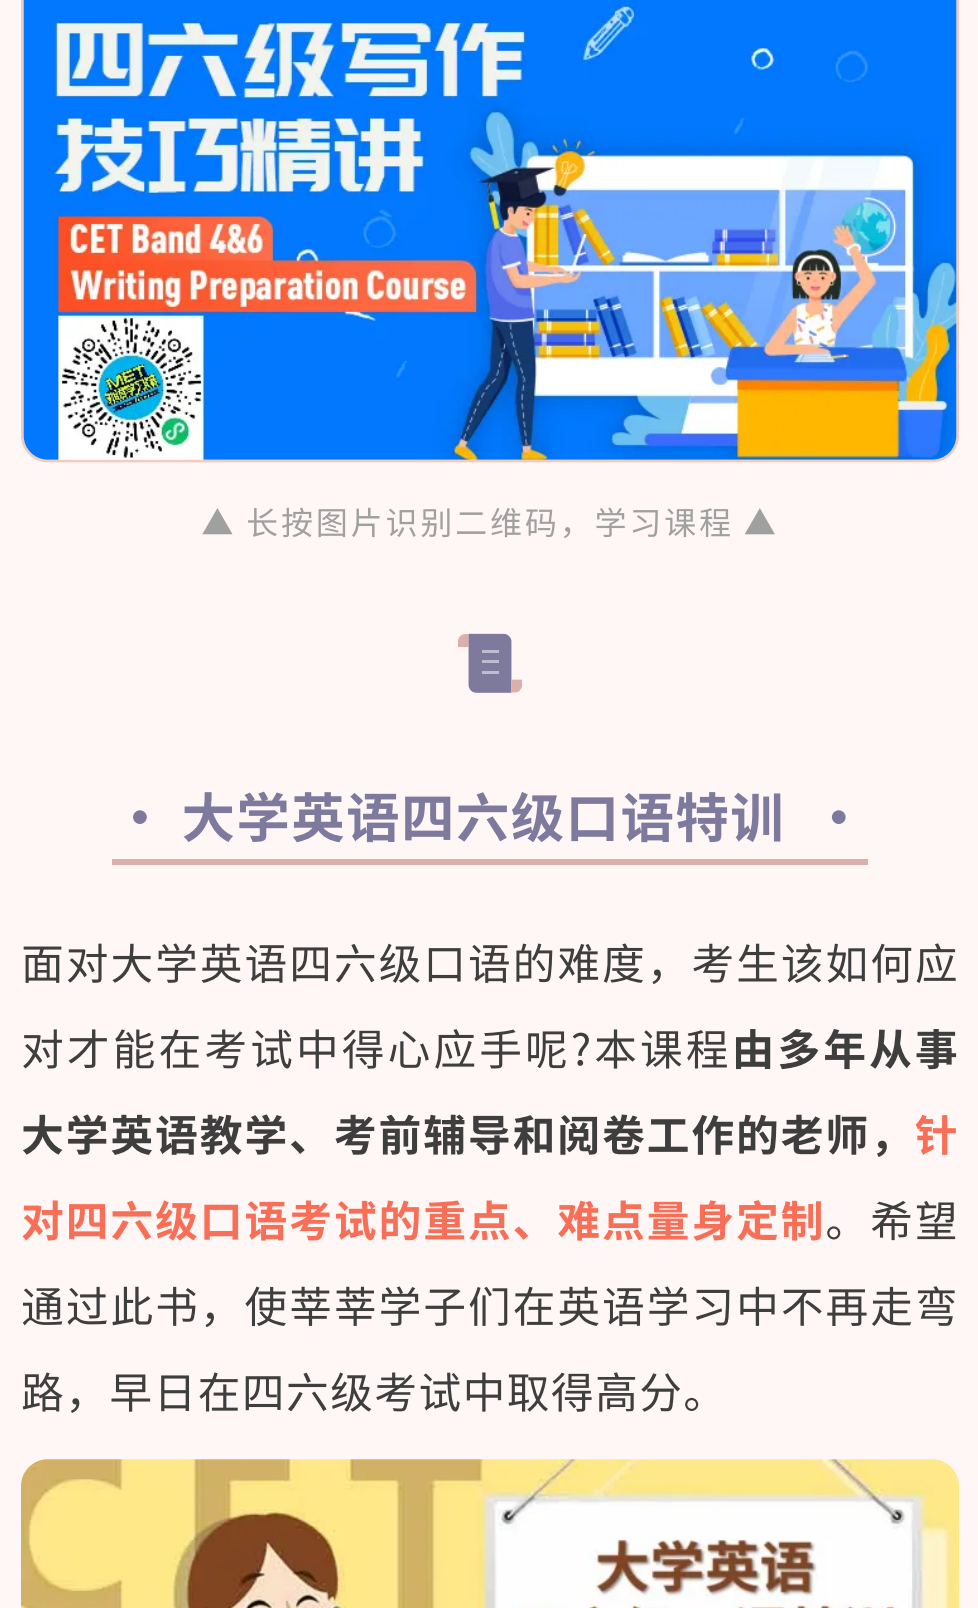 四六级写作
技巧精讲
CET Band 4&6
Writing Preparation Course
MET
▲ 长按图片识别二维码，学习课程 ▲
• 大学英语四六级口语特训 •
面对大学英语四六级口语的难度，考生该如何应
对才能在考试中得心应手呢?本课程由多年从事
大学英语教学、考前辅导和阅卷工作的老师，针
对四六级口语考试的重点、难点量身定制。希望
通过此书，使莘莘学子们在英语学习中不再走弯
路，早日在四六级考试中取得高分。
CET
大学英语